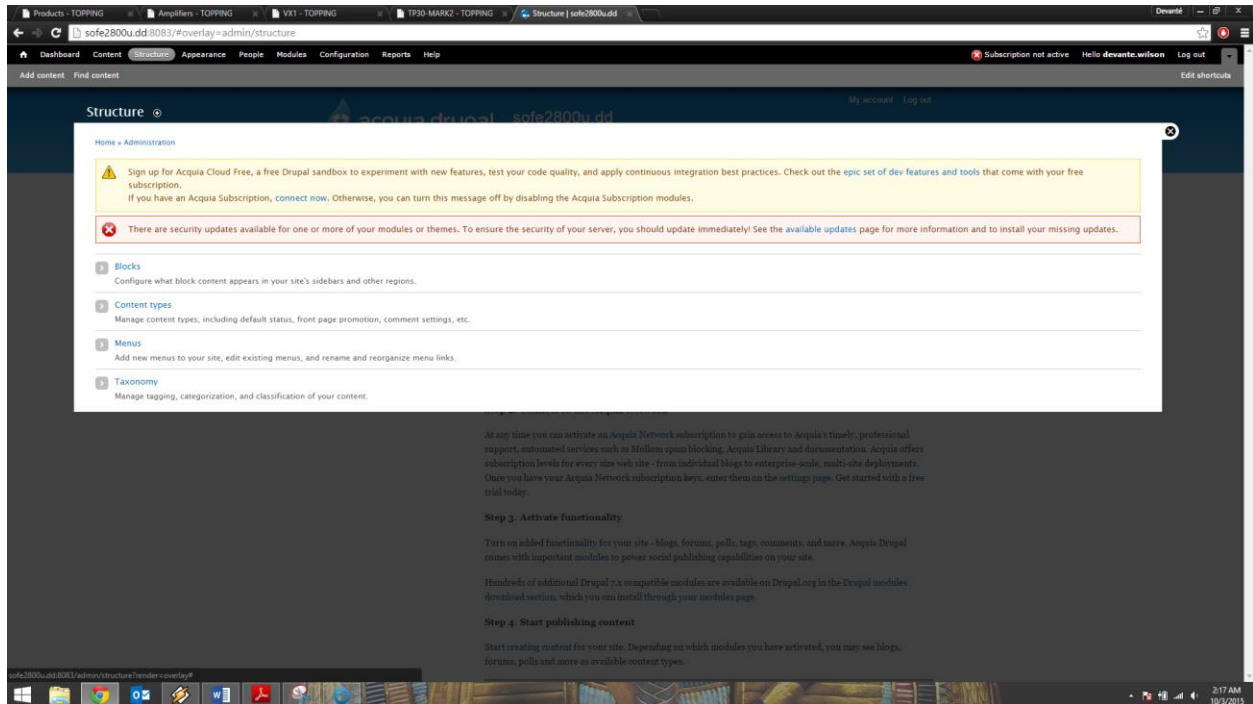 Products - TOPPING
Amplifiers - TOPPING
VX1 - TOPPING
TP30-MARK2 - TOPPING
Structure | sofe2800u.dd
Devanté
sofe2800u.dd:8083/#overlay=admin/structure
Dashboard Content Structure Appearance People Modules Configuration Reports Help
Subscription not active Hello devante.wilson Log out
Add content Find content
Edit shortcuts
My account Log out
Structure
acquia drupal sofe2800u.dd
Home » Administration
Sign up for Acquia Cloud Free, a free Drupal sandbox to experiment with new features, test your code quality, and apply continuous integration best practices. Check out the epic set of dev features and tools that come with your free
subscription.
If you have an Acquia Subscription, connect now. Otherwise, you can turn this message off by disabling the Acquia Subscription modules.
There are security updates available for one or more of your modules or themes. To ensure the security of your server, you should update immediately! See the available updates page for more information and to install your missing updates.
Blocks
Configure what block content appears in your site's sidebars and other regions.
Content types
Manage content types, including default status, front page promotion, comment settings, etc.
Menus
Add new menus to your site, edit existing menus, and rename and reorganize menu links.
Taxonomy
Manage tagging, categorization, and classification of your content.
At any time you can activate an Acquia Network subscription to gain access to Acquia's timely, professional
support, automated services such as Mollom spam blocking, Acquia Library and documentation. Acquia offers
subscription levels for every size web site - from individual blogs to enterprise-scale, multi-site deployments.
Once you have your Acquia Network subscription keys, enter them on the settings page. Get started with a free
trial today.
Step 3. Activate functionality
Turn on added functionality for your site - blogs, forums, polls, tags, comments, and more. Acquia Drupal
comes with important modules to power social publishing capabilities on your site.
Hundreds of additional Drupal 7.x compatible modules are available on Drupal.org in the Drupal modules
download section, which you can install through your modules page.
Step 4. Start publishing content
Start creating content for your site. Depending on which modules you have activated, you may see blogs,
forums, polls and more as available content types.
sofe2800u.dd:8083/admin/structure?render=overlay#
2:17 AM
10/3/2015